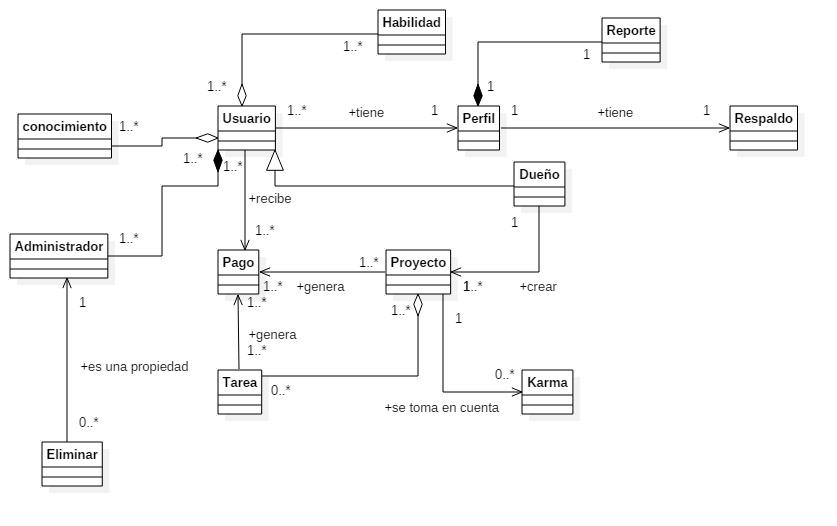 Habilidad
1..*
Reporte
1
1..*
1
conocimiento
1..*
Usuario
1..*
+tiene
1
Perfil
1
+tiene
1
Respaldo
1..*
1..*
Dueño
1
+recibe
1..*
Administrador
1..*
Pago
1..*
+genera
1..*
Proyecto
1..*
+crear
1..*
1..*
1
1
+genera
1..*
+es una propiedad
Tarea
0..*
0..*
Karma
+se toma en cuenta
0..*
Eliminar